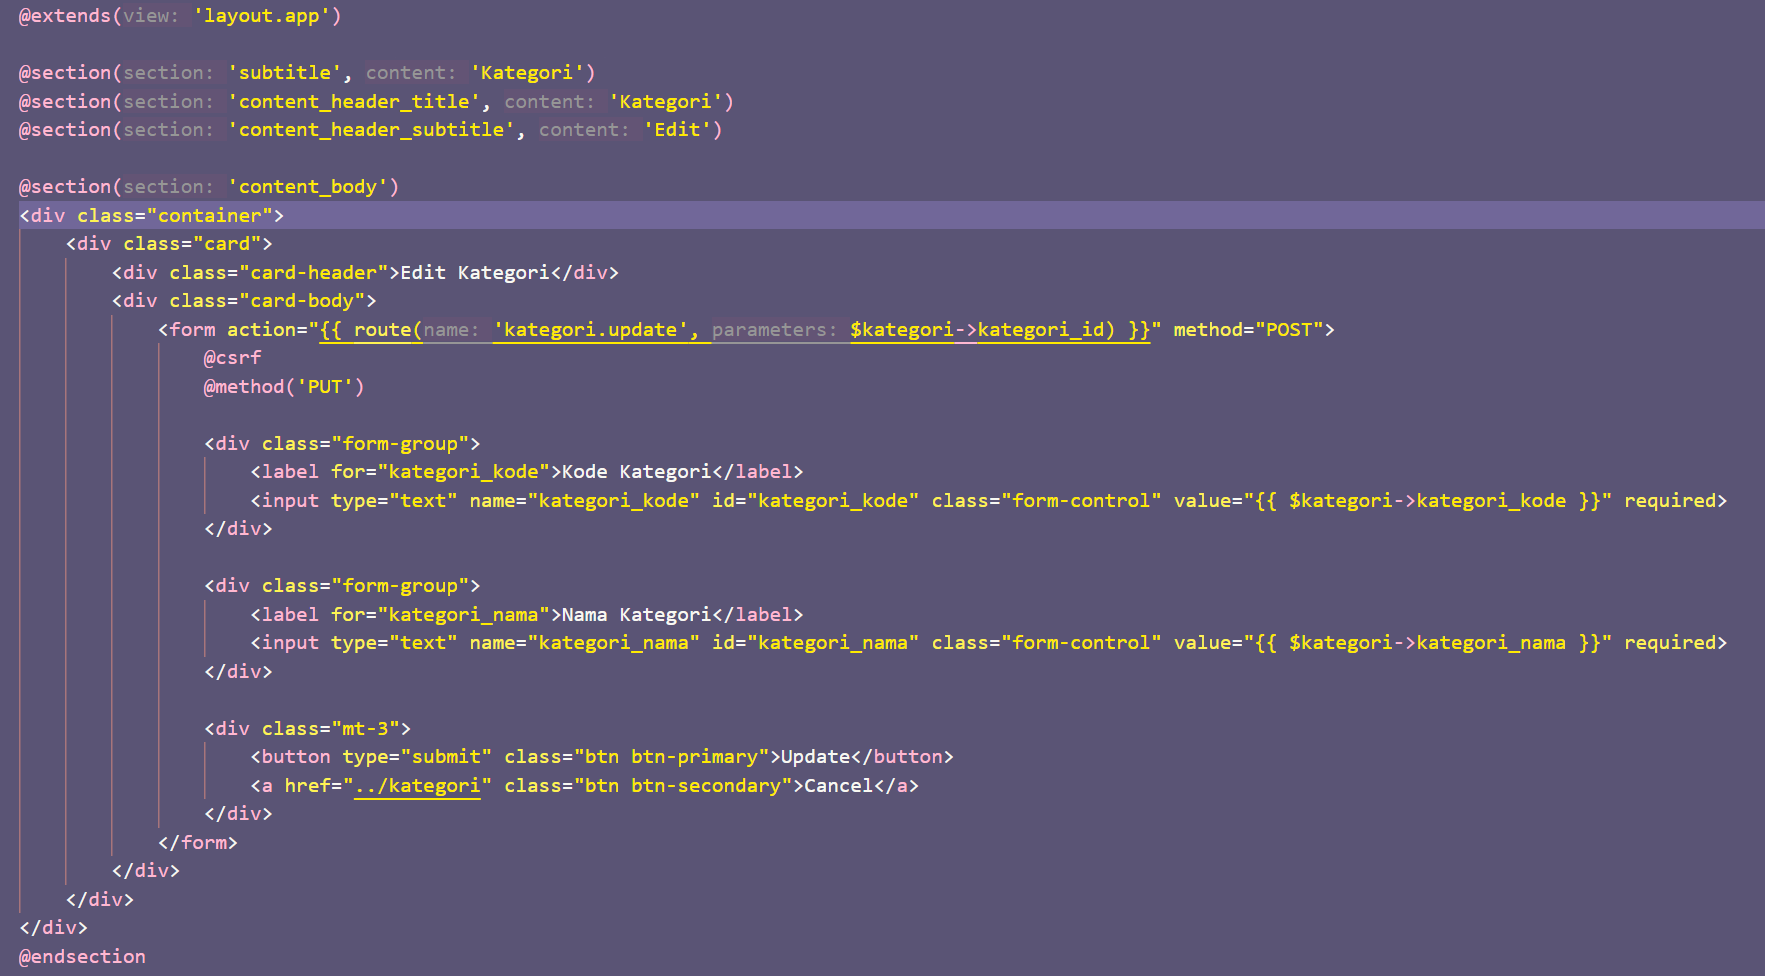 @extends(view: 'layout.app')

@section(section: 'subtitle', content: 'Kategori')
@section(section: 'content_header_title', content: 'Kategori')
@section(section: 'content_header_subtitle', content: 'Edit')

@section(section: 'content_body')
<div class="container">
    <div class="card">
        <div class="card-header">Edit Kategori</div>
        <div class="card-body">
            <form action="{{ route(name: 'kategori.update', parameters: $kategori->kategori_id) }}" method="POST">
                @csrf
                @method('PUT')

                <div class="form-group">
                    <label for="kategori_kode">Kode Kategori</label>
                    <input type="text" name="kategori_kode" id="kategori_kode" class="form-control" value="{{ $kategori->kategori_kode }}" required>
                </div>

                <div class="form-group">
                    <label for="kategori_nama">Nama Kategori</label>
                    <input type="text" name="kategori_nama" id="kategori_nama" class="form-control" value="{{ $kategori->kategori_nama }}" required>
                </div>

                <div class="mt-3">
                    <button type="submit" class="btn btn-primary">Update</button>
                    <a href="../kategori" class="btn btn-secondary">Cancel</a>
                </div>
            </form>
        </div>
    </div>
</div>
@endsection